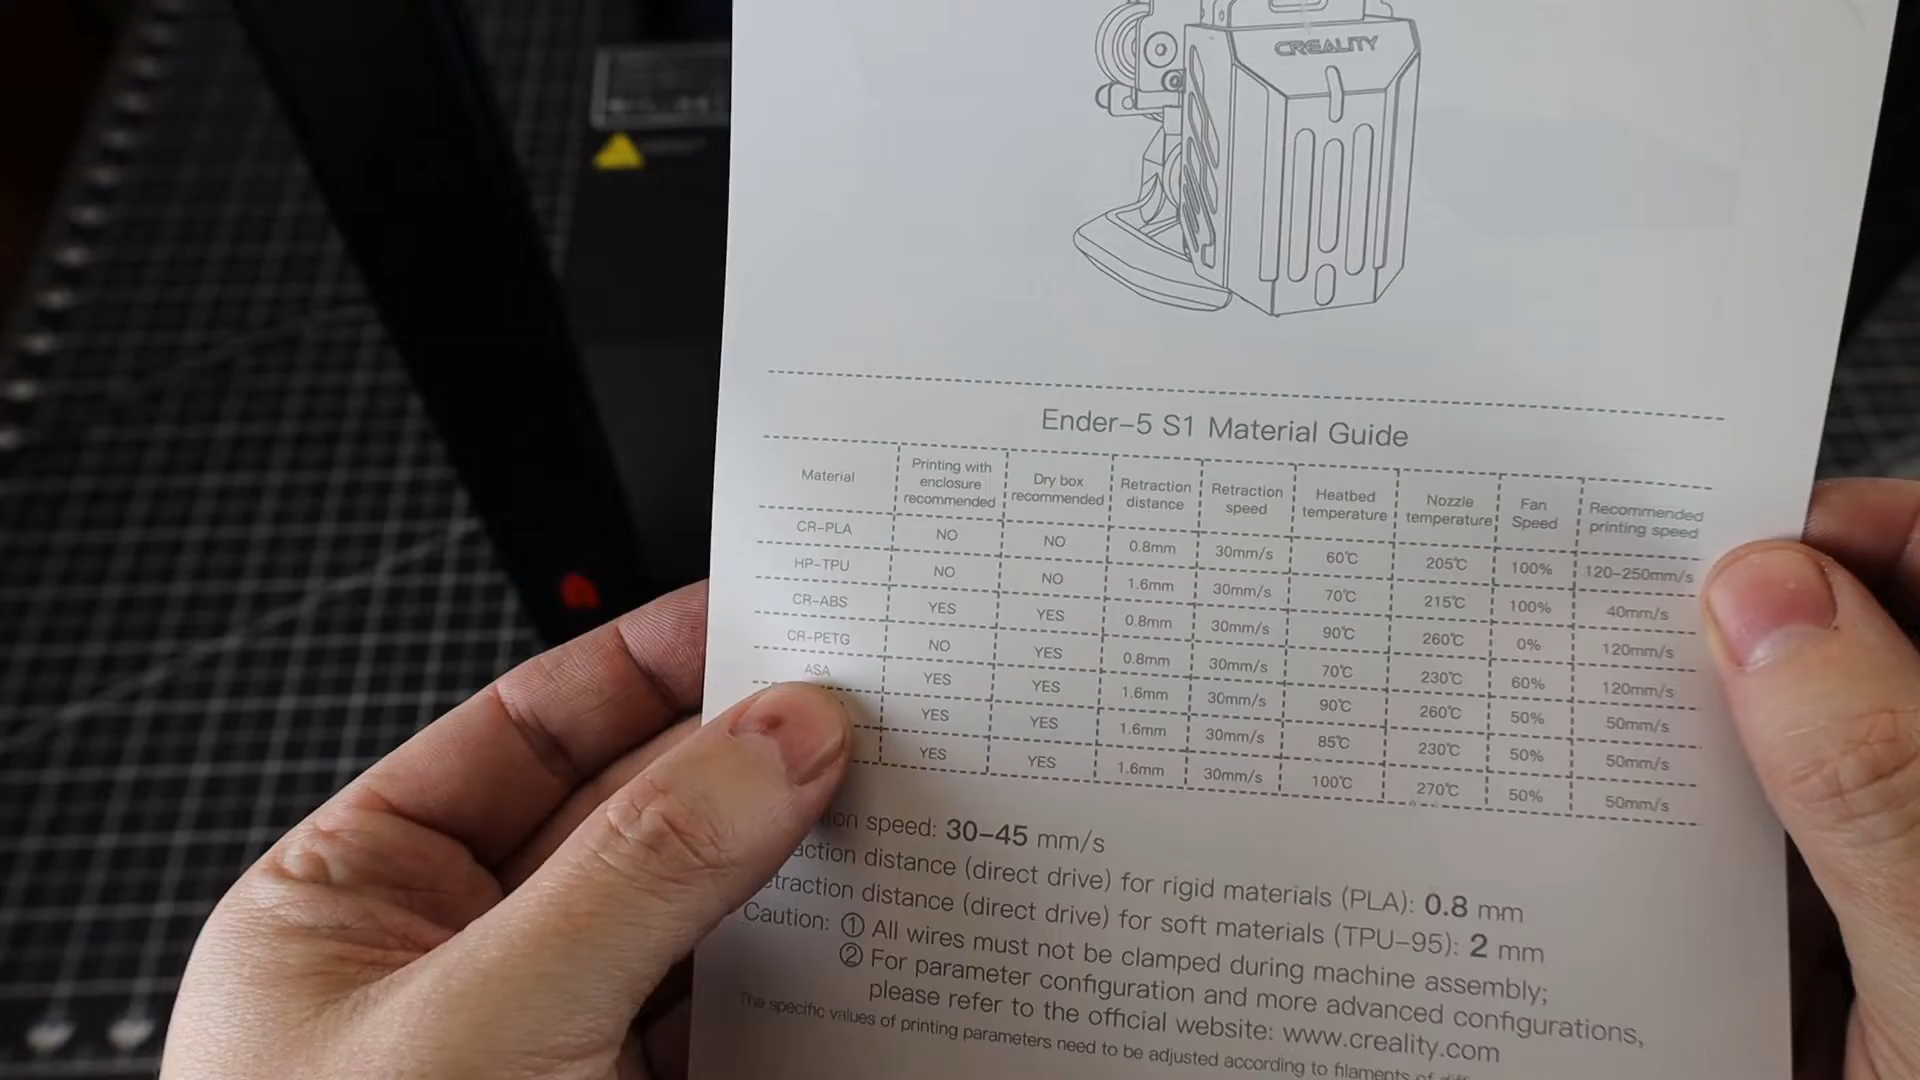 CREALITY
Ender-5 S1 Material Guide
Material Printing with enclosure recommended Dry box recommended Retraction distance Retraction speed Heatbed temperature Nozzle temperature Fan Speed Recommended printing speed
CR-PLA NO NO 0.8mm 30mm/s 60℃ 205℃ 100% 120-250mm/s
HP-TPU NO NO 1.6mm 30mm/s 70℃ 215℃ 100% 40mm/s
CR-ABS YES YES 0.8mm 30mm/s 90℃ 260℃ 0% 120mm/s
CR-PETG NO YES 0.8mm 30mm/s 70℃ 230℃ 60% 120mm/s
ASA YES YES 1.6mm 30mm/s 90℃ 260℃ 50% 50mm/s
YES YES 1.6mm 30mm/s 85℃ 230℃ 50% 50mm/s
YES YES 1.6mm 30mm/s 100℃ 270℃ 50% 50mm/s
speed: 30-45 mm/s
distance (direct drive) for rigid materials (PLA): 0.8 mm
distance (direct drive) for soft materials (TPU-95): 2 mm
Caution: ① All wires must not be clamped during machine assembly;
② For parameter configuration and more advanced configurations,
please refer to the official website: www.creality.com
The specific values of printing parameters need to be adjusted according to filaments of